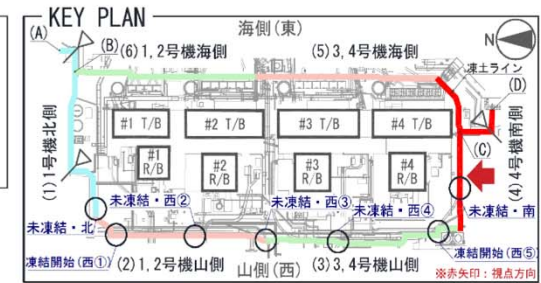 KEY PLAN
海側(東)
(A)
(B)
(6)1,2号機海側
(5)3,4号機海側
N
凍土ライン
(D)
(1)1号機北側
#1 T/B
#2 T/B
#3 T/B
#4 T/B
(C)
(4)4号機南側
#1
R/B
#2
R/B
#3
R/B
#4
R/B
未凍結・北
未凍結・西②
未凍結・西③
未凍結・西④
未凍結・南
凍結開始(西①)
(2)1,2号機山側
山側(西)
(3)3,4号機山側
凍結開始(西⑤)
※赤矢印:視点方向